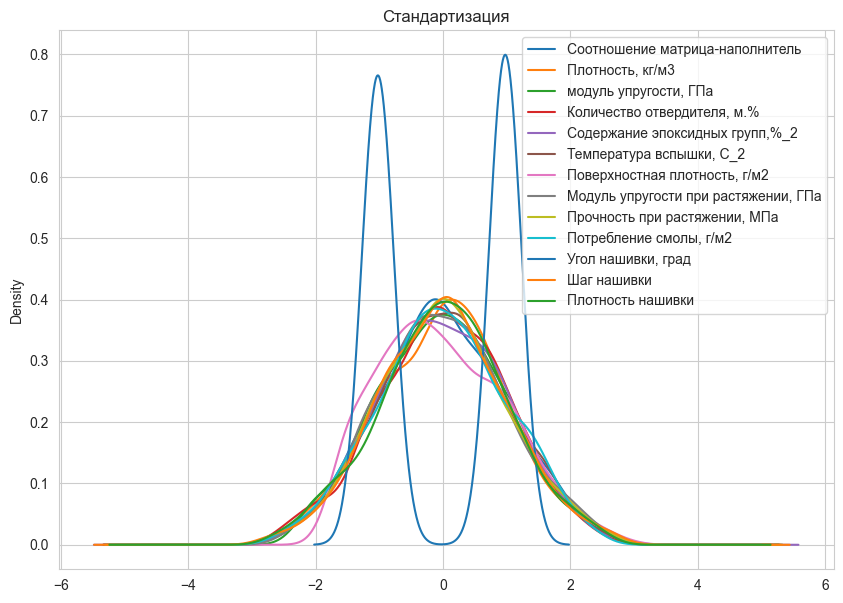 Стандартизация
Соотношение матрица-наполнитель
Плотность, кг/м3
модуль упругости, ГПа
Количество отвердителя, м.%
Содержание эпоксидных групп,%_2
Температура вспышки, С_2
Поверхностная плотность, г/м2
Модуль упругости при растяжении, ГПа
Прочность при растяжении, МПа
Потребление смолы, г/м2
Угол нашивки, град
Шаг нашивки
Плотность нашивки
Density
0.8
0.7
0.6
0.5
0.4
0.3
0.2
0.1
0.0
−6 −4 −2 0 2 4 6